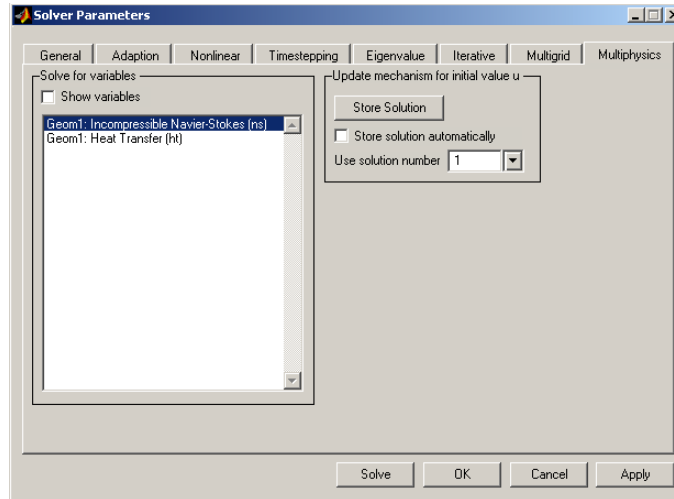 Solver Parameters
General Adaption Nonlinear Timestepping Eigenvalue Iterative Multigrid Multiphysics
Solve for variables
Show variables
Geom1: Incompressible Navier-Stokes (ns)
Geom1: Heat Transfer (ht)
Update mechanism for initial value u
Store Solution
Store solution automatically
Use solution number 1
Solve OK Cancel Apply